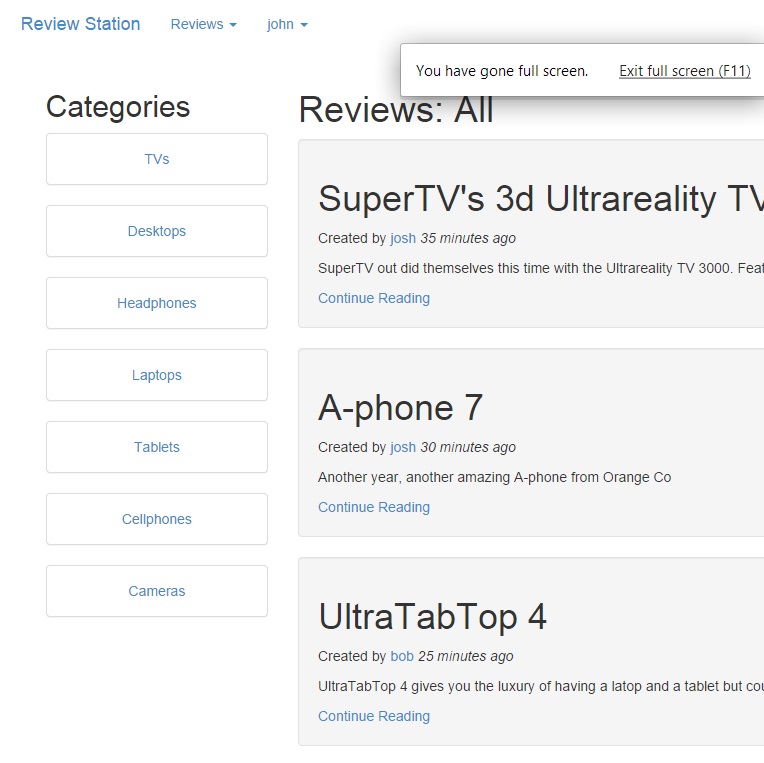 Review Station Reviews john
You have gone full screen. Exit full screen (F11)
Categories
TVs
Desktops
Headphones
Laptops
Tablets
Cellphones
Cameras
Reviews: All
SuperTV's 3d Ultrareality TV
Created by josh 35 minutes ago
SuperTV out did themselves this time with the Ultrareality TV 3000.
Continue Reading
A-phone 7
Created by josh 30 minutes ago
Another year, another amazing A-phone from Orange Co
Continue Reading
UltraTabTop 4
Created by bob 25 minutes ago
UltraTabTop 4 gives you the luxury of having a latop and a tablet but
Continue Reading